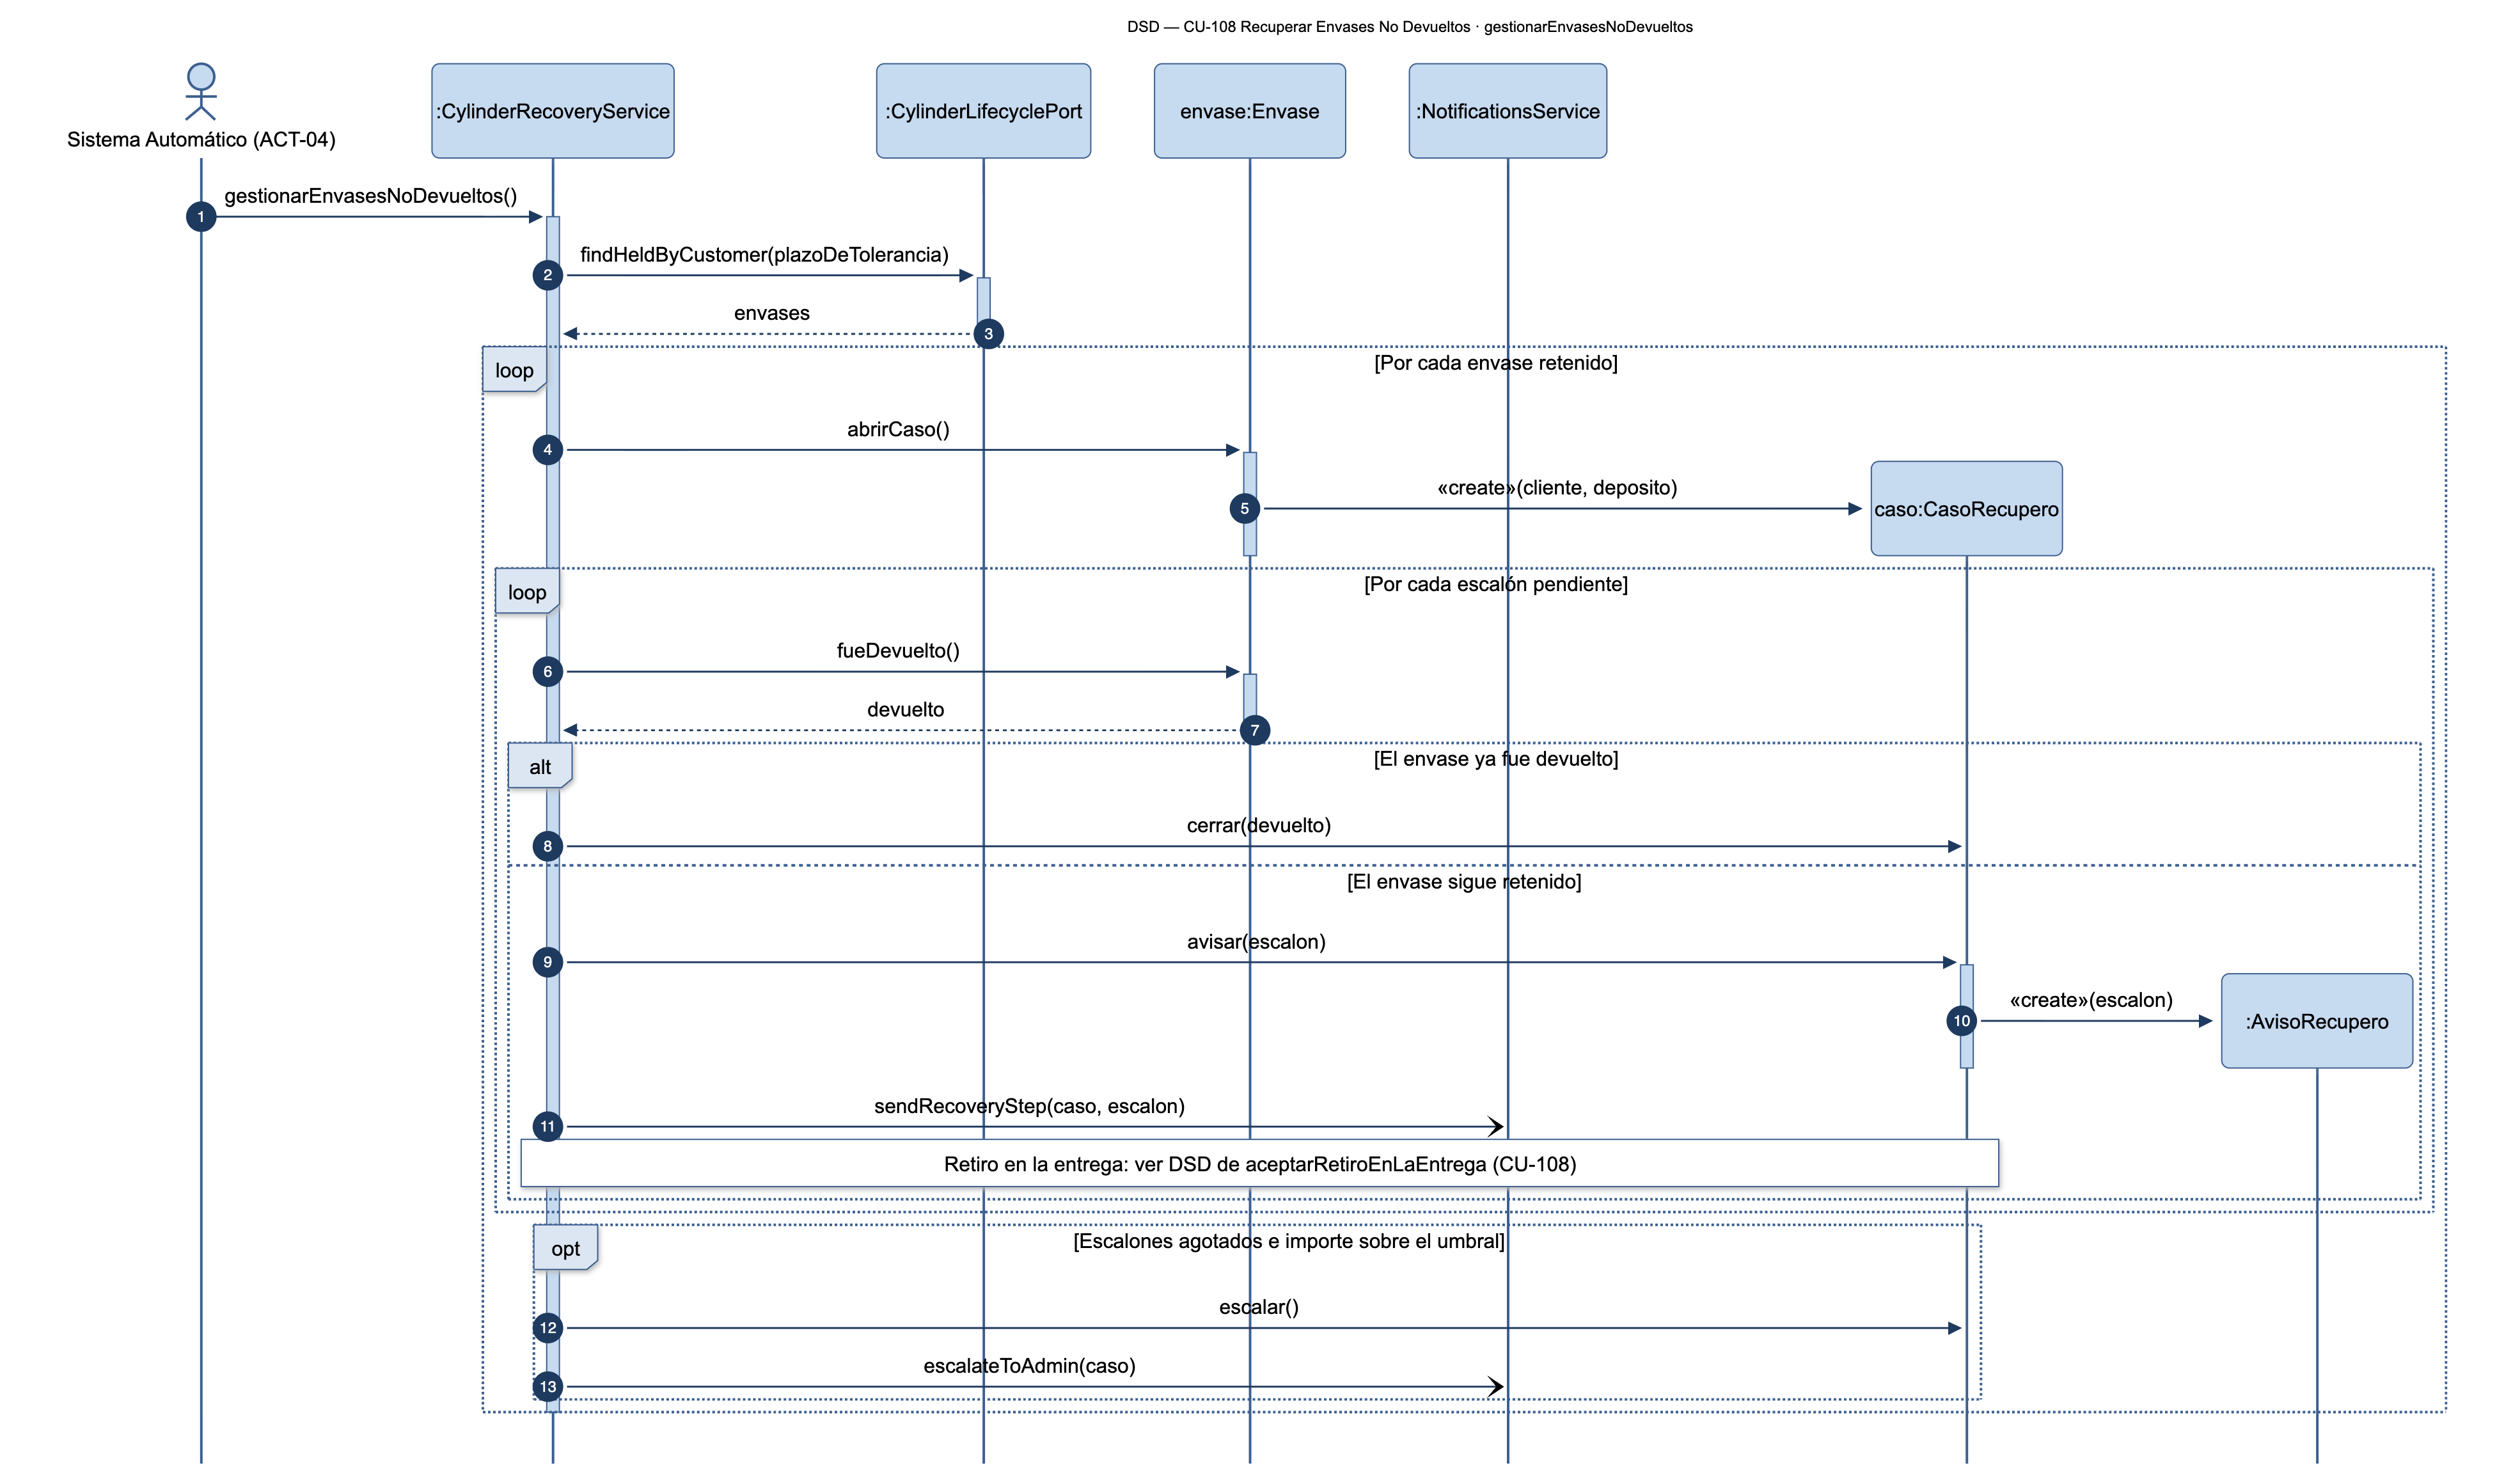 DSD — CU-108 Recuperar Envases No Devueltos · gestionarEnvasesNoDevueltos
Sistema Automático (ACT-04)
:CylinderRecoveryService
:CylinderLifecyclePort
envase:Envase
:NotificationsService
1
gestionarEnvasesNoDevueltos()
2
findHeldByCustomer(plazoDeTolerancia)
3
envases
loop
[Por cada envase retenido]
4
abrirCaso()
5
«create»(cliente, deposito)
caso:CasoRecupero
loop
[Por cada escalón pendiente]
6
fueDevuelto()
7
devuelto
alt
[El envase ya fue devuelto]
8
cerrar(devuelto)
[El envase sigue retenido]
9
avisar(escalon)
10
«create»(escalon)
:AvisoRecupero
11
sendRecoveryStep(caso, escalon)
Retiro en la entrega: ver DSD de aceptarRetiroEnLaEntrega (CU-108)
opt
[Escalones agotados e importe sobre el umbral]
12
escalar()
13
escalateToAdmin(caso)